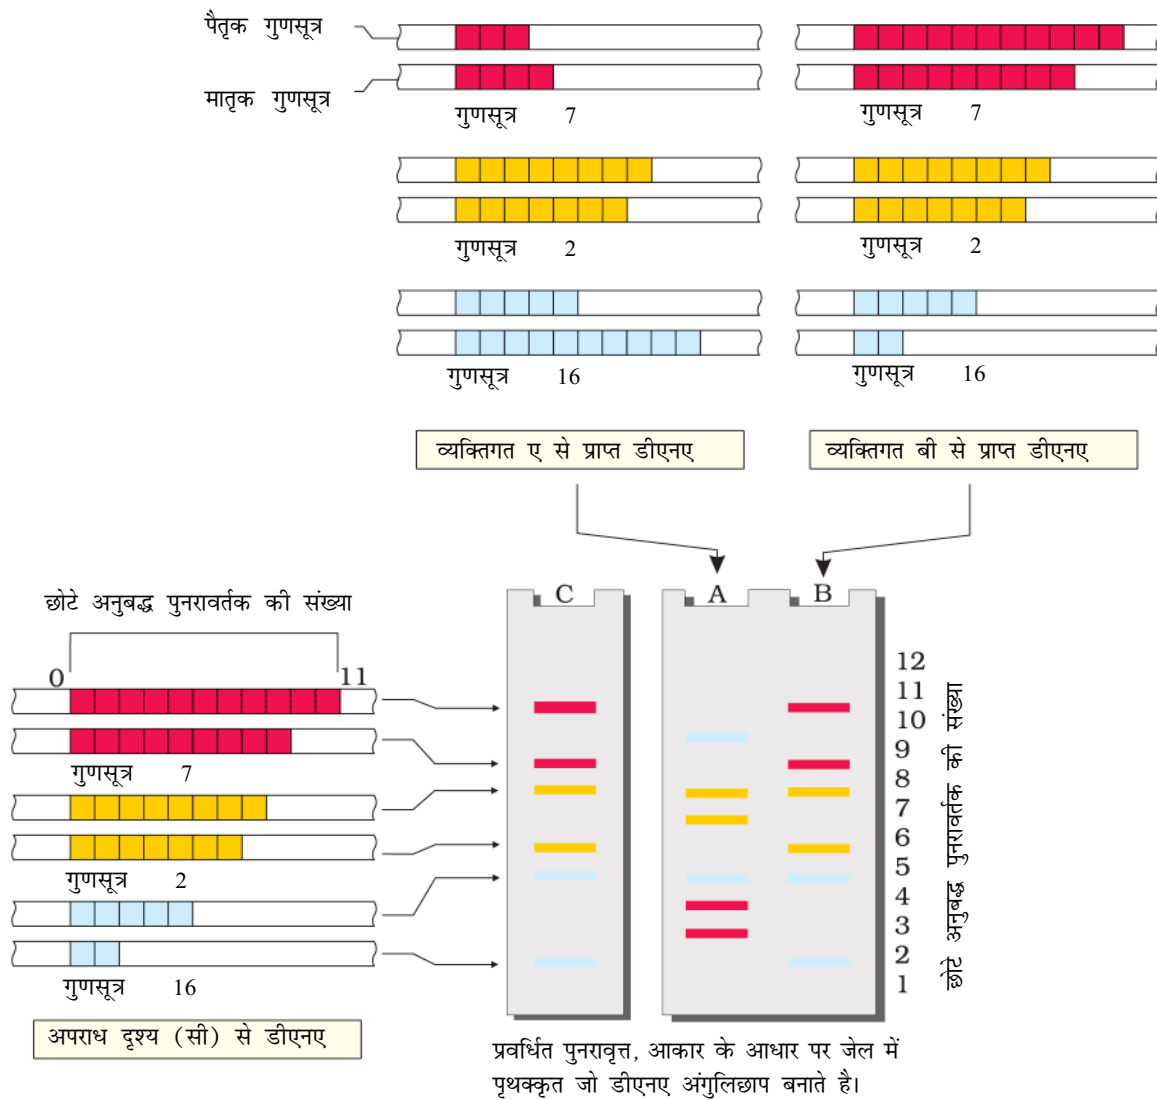 पैतृक गुणसूत्र
मातृक गुणसूत्र
गुणसूत्र 7
गुणसूत्र 7
गुणसूत्र 2
गुणसूत्र 2
गुणसूत्र 16
गुणसूत्र 16
व्यक्तिगत ए से प्राप्त डीएनए
व्यक्तिगत बी से प्राप्त डीएनए
छोटे अनुबद्ध पुनरावर्तक की संख्या
0 11
गुणसूत्र 7
गुणसूत्र 2
गुणसूत्र 16
अपराध दृश्य (सी) से डीएनए
C
A
B
12
11
10
9
8
7
6
5
4
3
2
1
छोटे अनुबद्ध पुनरावर्तक की संख्या
प्रवर्धित पुनरावृत्त, आकार के आधार पर जेल में
पृथक्कृत जो डीएनए अंगुलिछाप बनाते है।